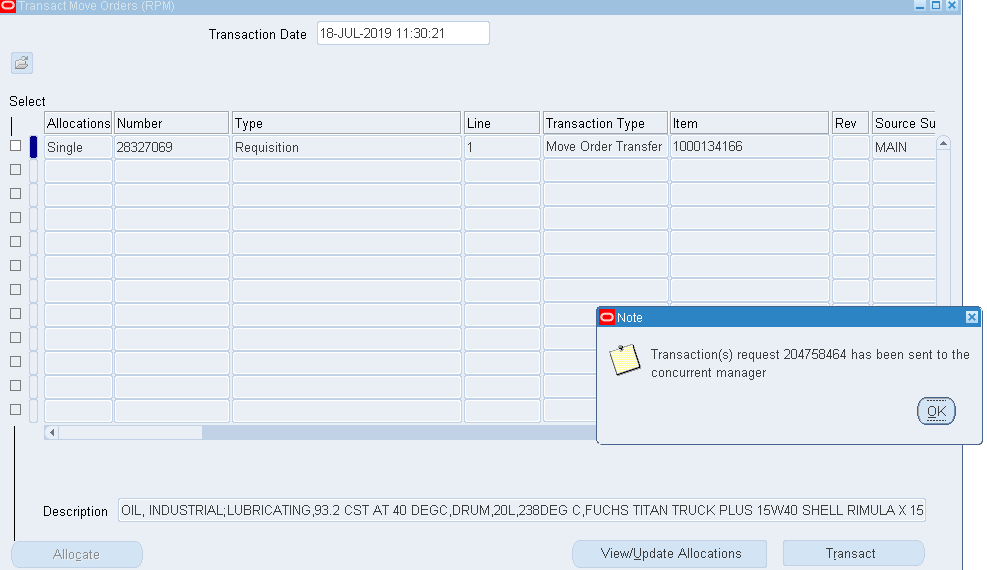 Transact Move Orders (RPM)
Transaction Date 18-JUL-2019 11:30:21
Select
Allocations Number Type Line Transaction Type Item Rev Source Su
Single 28327069 Requisition 1 Move Order Transfer 1000134166 MAIN
Note
Transaction(s) request 204758464 has been sent to the
concurrent manager
OK
Description OIL, INDUSTRIAL;LUBRICATING,93.2 CST AT 40 DEGC,DRUM,20L,238DEG C,FUCHS TITAN TRUCK PLUS 15W40 SHELL RIMULA X 15
Allocate View/Update Allocations Transact